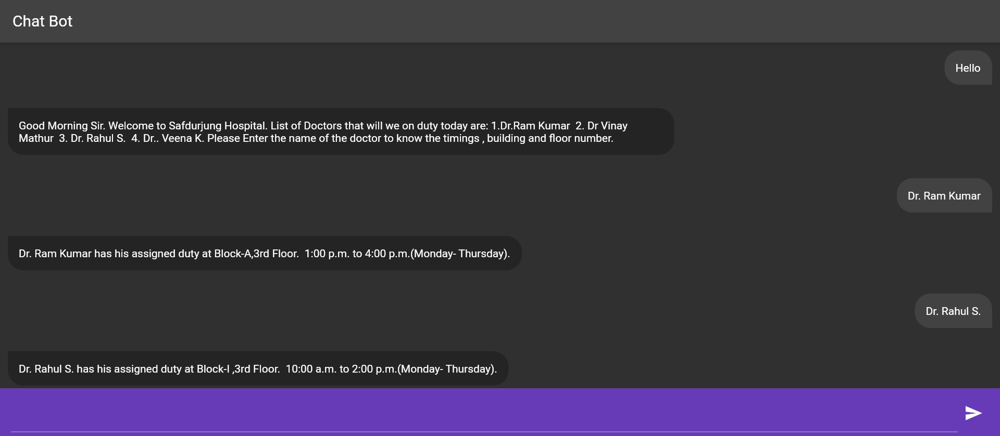 Chat Bot
Hello
Good Morning Sir. Welcome to Safdurjung Hospital. List of Doctors that will we on duty today are: 1.Dr.Ram Kumar  2. Dr Vinay
Mathur  3. Dr. Rahul S.  4. Dr.. Veena K. Please Enter the name of the doctor to know the timings , building and floor number.
Dr. Ram Kumar
Dr. Ram Kumar has his assigned duty at Block-A,3rd Floor.  1:00 p.m. to 4:00 p.m.(Monday- Thursday).
Dr. Rahul S.
Dr. Rahul S. has his assigned duty at Block-I ,3rd Floor.  10:00 a.m. to 2:00 p.m.(Monday- Thursday).